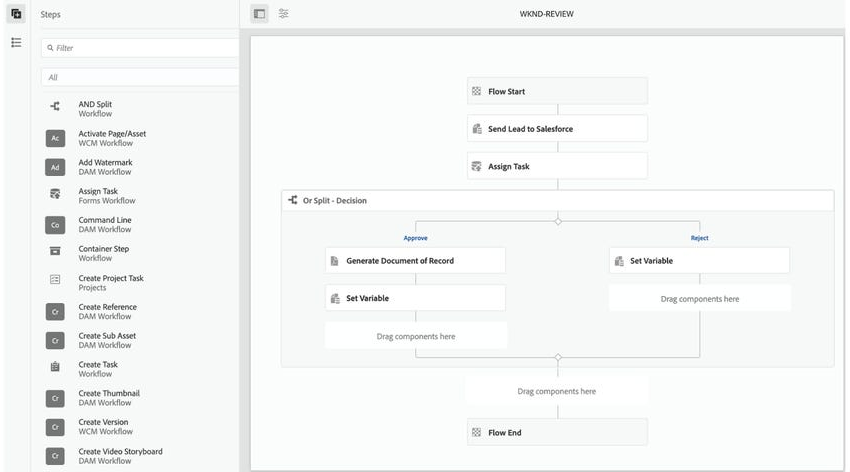 Steps
WKND-REVIEW
Filter
All
AND Split
Workflow
Ac
Activate Page/Asset
WCM Workflow
Ad
Add Watermark
DAM Workflow
Assign Task
Forms Workflow
Co
Command Line
DAM Workflow
Container Step
Workflow
Create Project Task
Projects
Cr
Create Reference
DAM Workflow
Cr
Create Sub Asset
DAM Workflow
Create Task
Workflow
Cr
Create Thumbnail
DAM Workflow
Cr
Create Version
WCM Workflow
Cr
Create Video Storyboard
DAM Workflow
Flow Start
Send Lead to Salesforce
Assign Task
Or Split - Decision
Approve
Reject
Generate Document of Record
Set Variable
Set Variable
Drag components here
Drag components here
Drag components here
Flow End